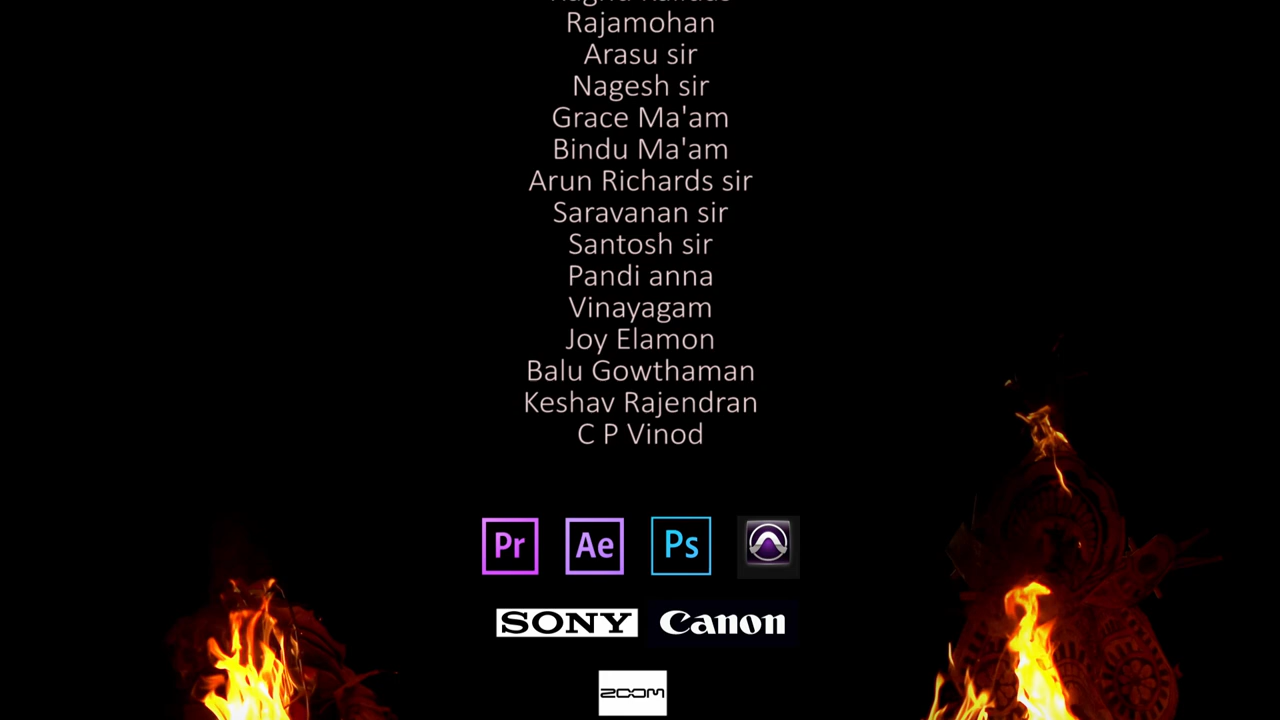 Rajamohan
Arasu sir
Nagesh sir
Grace Ma'am
Bindu Ma'am
Arun Richards sir
Saravanan sir
Santosh sir
Pandi anna
Vinayagam
Joy Elamon
Balu Gowthaman
Keshav Rajendran
C P Vinod
Pr Ae Ps
SONY Canon
ZOOM